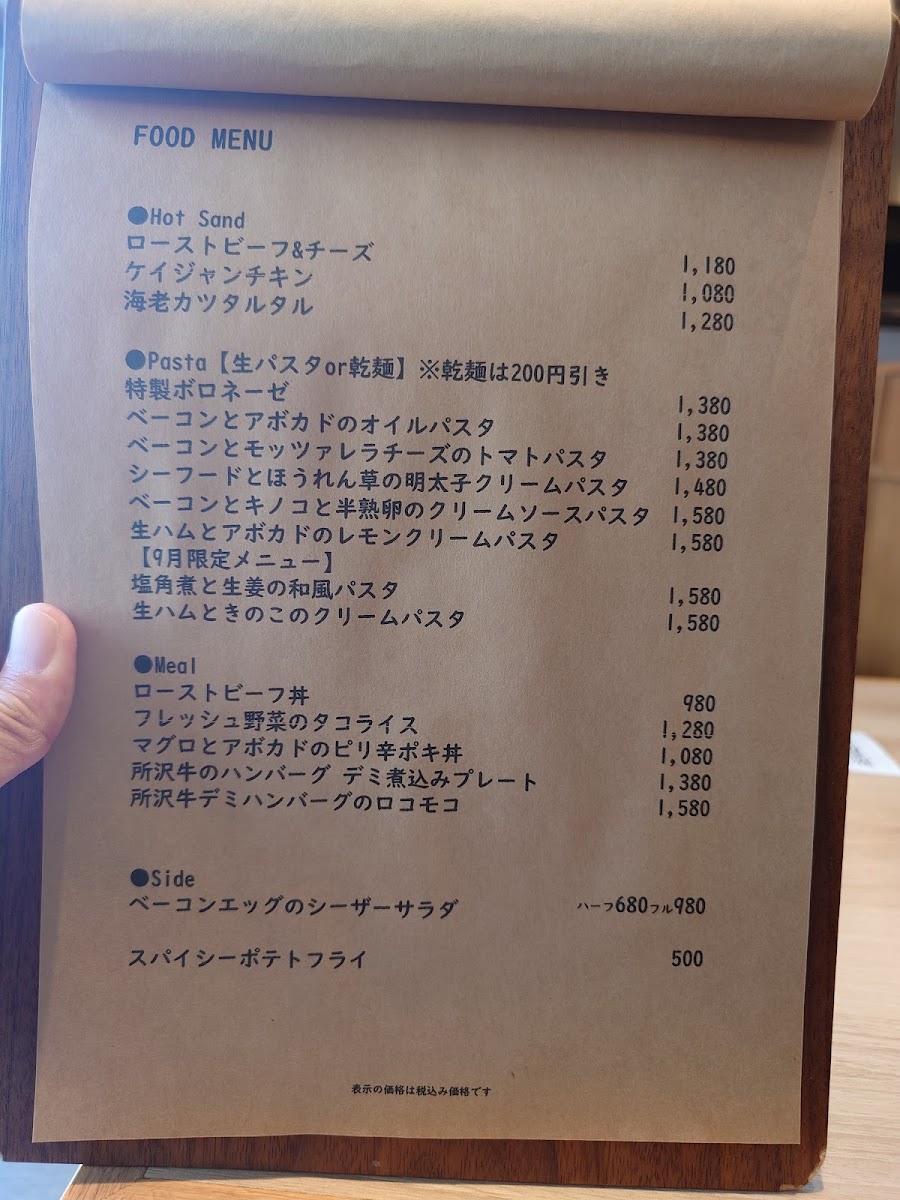 FOOD MENU
●Hot Sand
ローストビーフ&チーズ 1,180
ケイジャンチキン 1,080
海老カツタルタル 1,280
●Pasta【生パスタor乾麺】※乾麺は200円引き
特製ボロネーゼ 1,380
ベーコンとアボカドのオイルパスタ 1,380
ベーコンとモッツァレラチーズのトマトパスタ 1,380
シーフードとほうれん草の明太子クリームパスタ 1,480
ベーコンとキノコと半熟卵のクリームソースパスタ 1,580
生ハムとアボカドのレモンクリームパスタ 1,580
【9月限定メニュー】
塩角煮と生姜の和風パスタ 1,580
生ハムときのこのクリームパスタ 1,580
●Meal
ローストビーフ丼 980
フレッシュ野菜のタコライス 1,280
マグロとアボカドのピリ辛ポキ丼 1,080
所沢牛のハンバーグ デミ煮込みプレート 1,380
所沢牛デミハンバーグのロコモコ 1,580
●Side
ベーコンエッグのシーザーサラダ ハーフ680フル980
スパイシーポテトフライ 500
表示の価格は税込み価格です